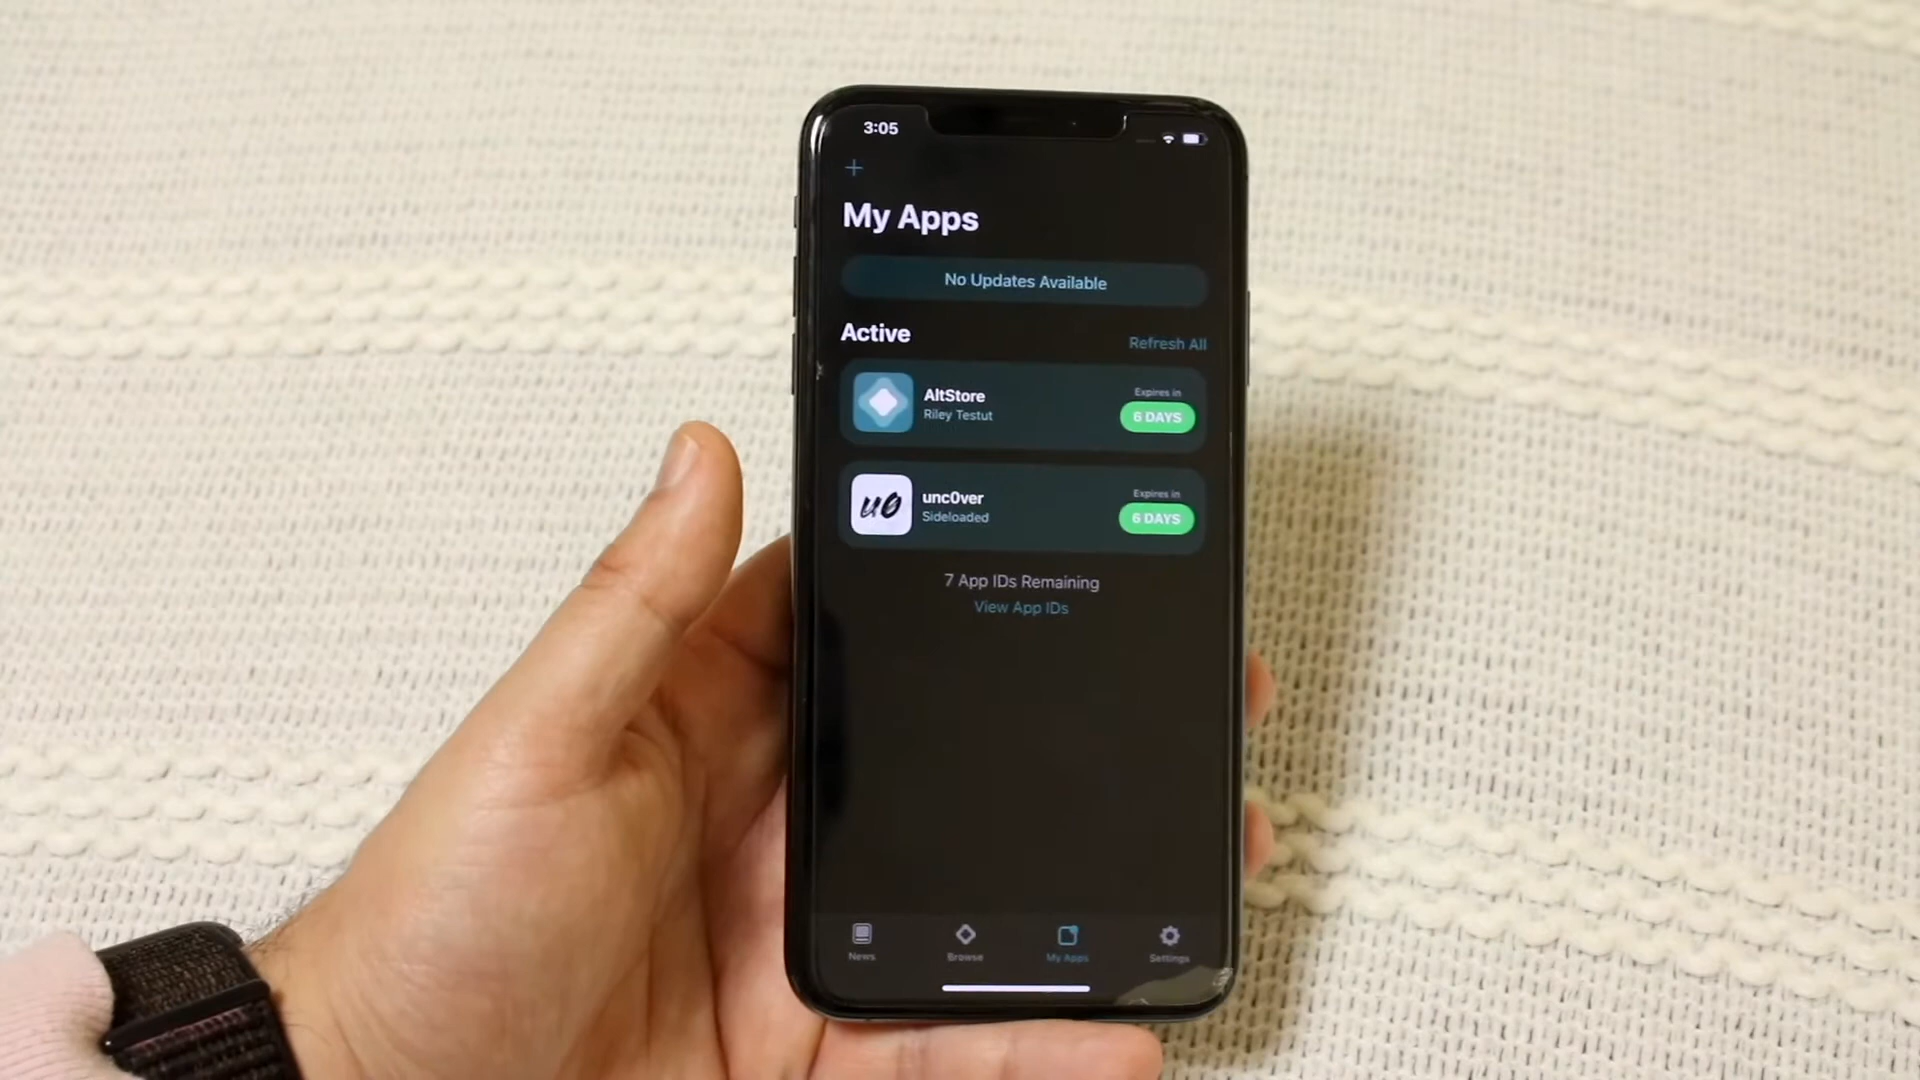 3:05
+
My Apps
No Updates Available
Active
Refresh All
AltStore
Riley Testut
Expires in
6 DAYS
u0
unc0ver
Sideloaded
Expires in
6 DAYS
7 App IDs Remaining
View App IDs
News
Browse
My Apps
Settings